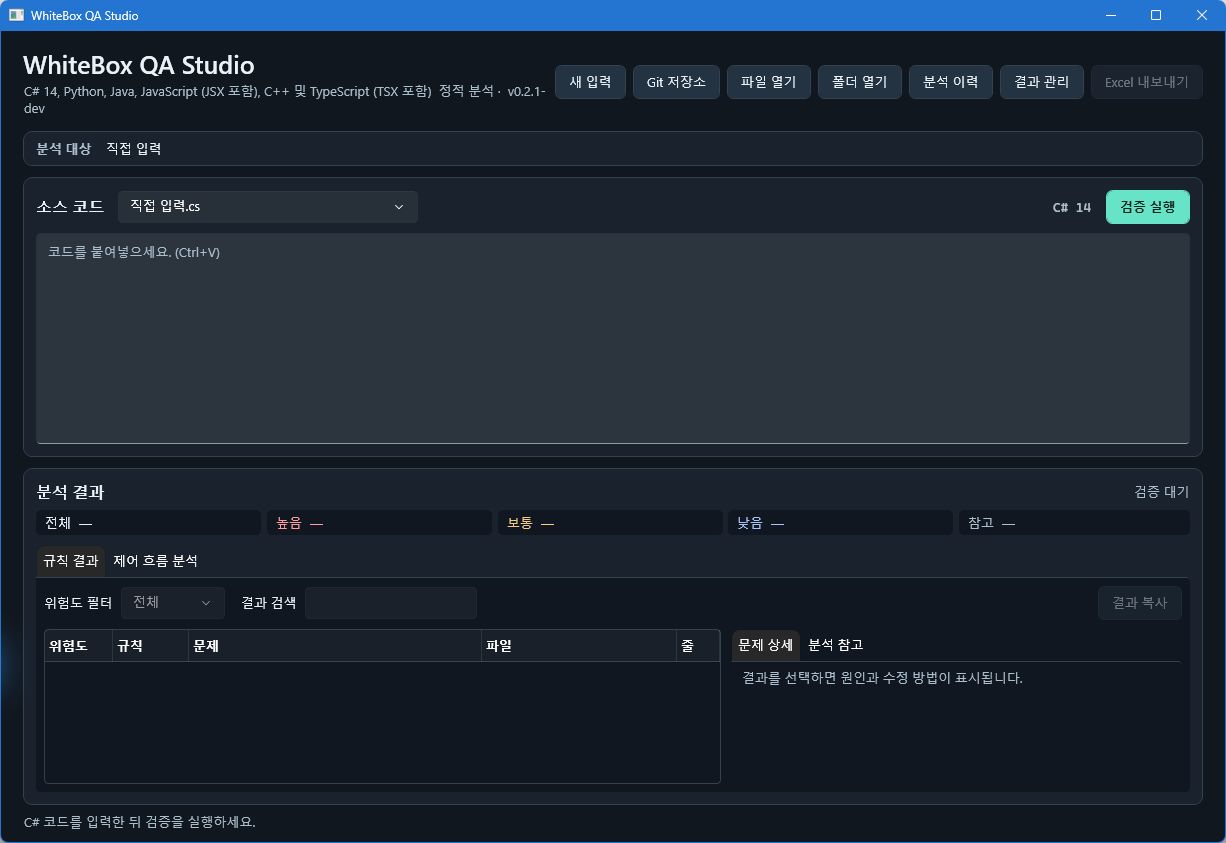 WhiteBox QA Studio
WhiteBox QA Studio
C# 14, Python, Java, JavaScript (JSX 포함), C++ 및 TypeScript (TSX 포함) 정적 분석 · v0.2.1-
dev
새 입력 Git 저장소 파일 열기 폴더 열기 분석 이력 결과 관리 Excel 내보내기
분석 대상 직접 입력
소스 코드 직접 입력.cs C# 14 검증 실행
코드를 붙여넣으세요. (Ctrl+V)
분석 결과 검증 대기
전체 — 높음 — 보통 — 낮음 — 참고 —
규칙 결과 제어 흐름 분석
위험도 필터 전체 결과 검색 결과 복사
위험도 규칙 문제 파일 줄 문제 상세 분석 참고
결과를 선택하면 원인과 수정 방법이 표시됩니다.
C# 코드를 입력한 뒤 검증을 실행하세요.